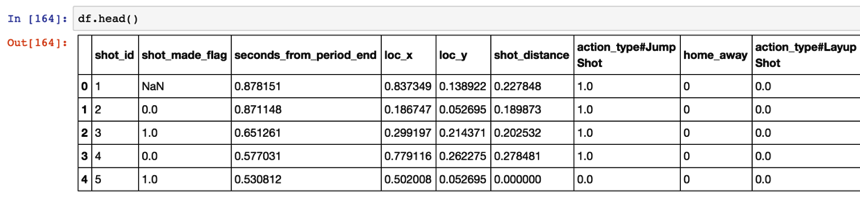 In [164]: df.head()
Out[164]:
shot_id shot_made_flag seconds_from_period_end loc_x loc_y shot_distance action_type#Jump Shot home_away action_type#Layup Shot
0 1 NaN 0.878151 0.837349 0.138922 0.227848 1.0 0 0.0
1 2 0.0 0.871148 0.186747 0.052695 0.189873 1.0 0 0.0
2 3 1.0 0.651261 0.299197 0.214371 0.202532 1.0 0 0.0
3 4 0.0 0.577031 0.779116 0.262275 0.278481 1.0 0 0.0
4 5 1.0 0.530812 0.502008 0.052695 0.000000 0.0 0 0.0